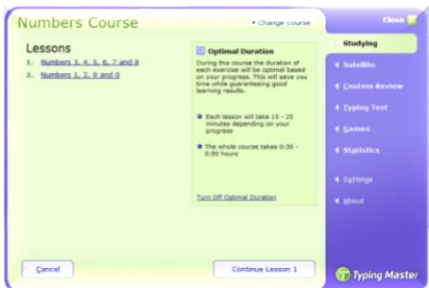 Numbers Course
• Change Course
Close
Lessons
1. Numbers 3, 4, 5, 6, 7 and 8
2. Numbers 1, 2, 9 and 0
Optimal Duration
During this course the duration of
each exercise will be optimal based
on your progress. This will save you
time while guaranteeing good
learning results.
Each lesson will take 15 - 25
minutes depending on your
progress
The whole course takes 0:30 -
0:50 hours
Turn Off Optimal Duration
Cancel
Continue Lesson 1
Studying
Satellite
Custom Review
Typing Test
Games
Statistics
Settings
About
Typing Master